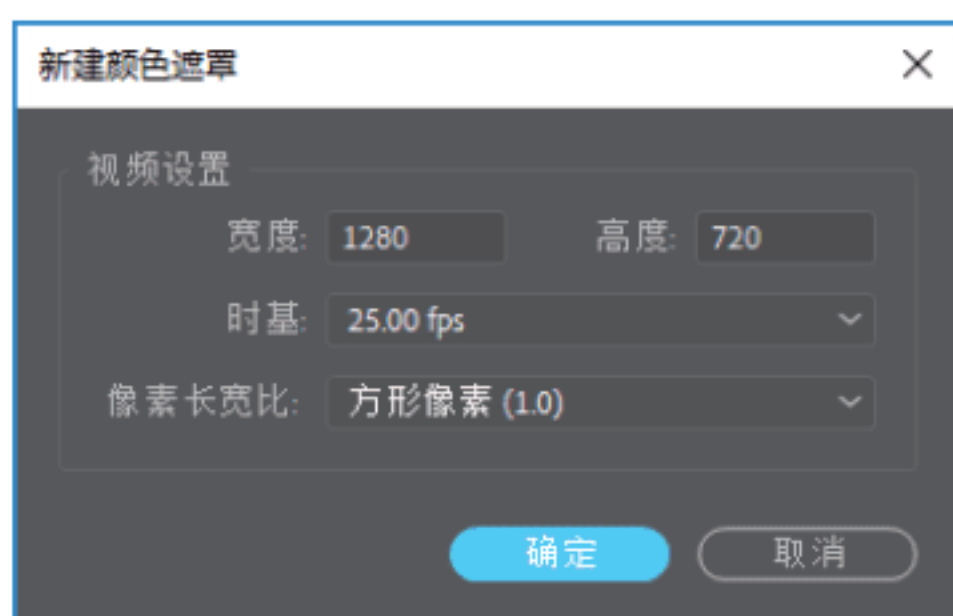 新建颜色遮罩
视频设置
宽度: 1280 高度: 720
时基: 25.00 fps
像素长宽比: 方形像素 (1.0)
确定 取消